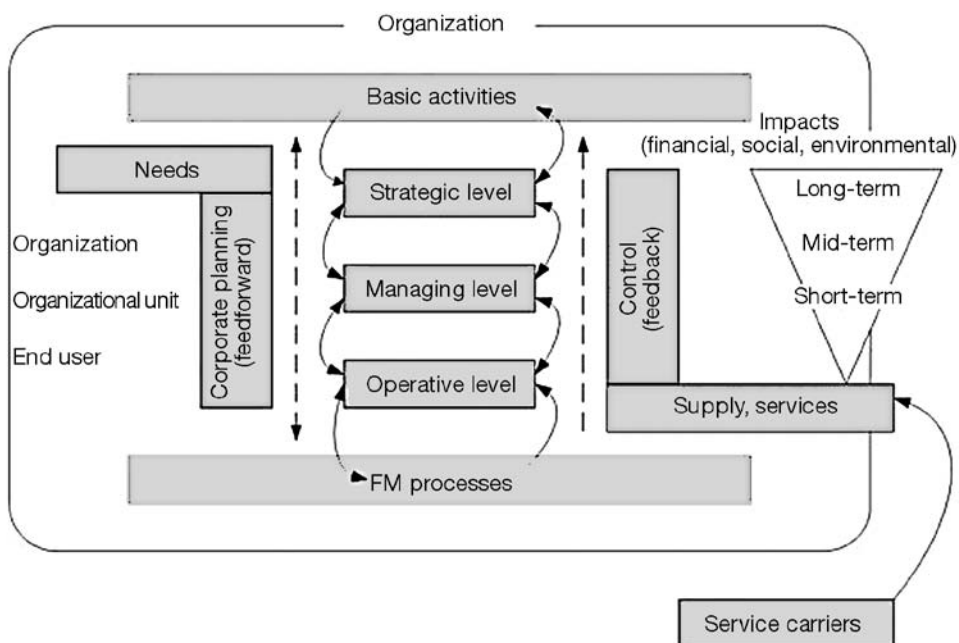 Organization
Basic activities
Impacts
(financial, social, environmental)
Needs
Strategic level
Long-term
Organization
Corporate planning
(feedforward)
Control
(feedback)
Mid-term
Organizational unit
Managing level
Short-term
End user
Operative level
Supply, services
FM processes
Service carriers